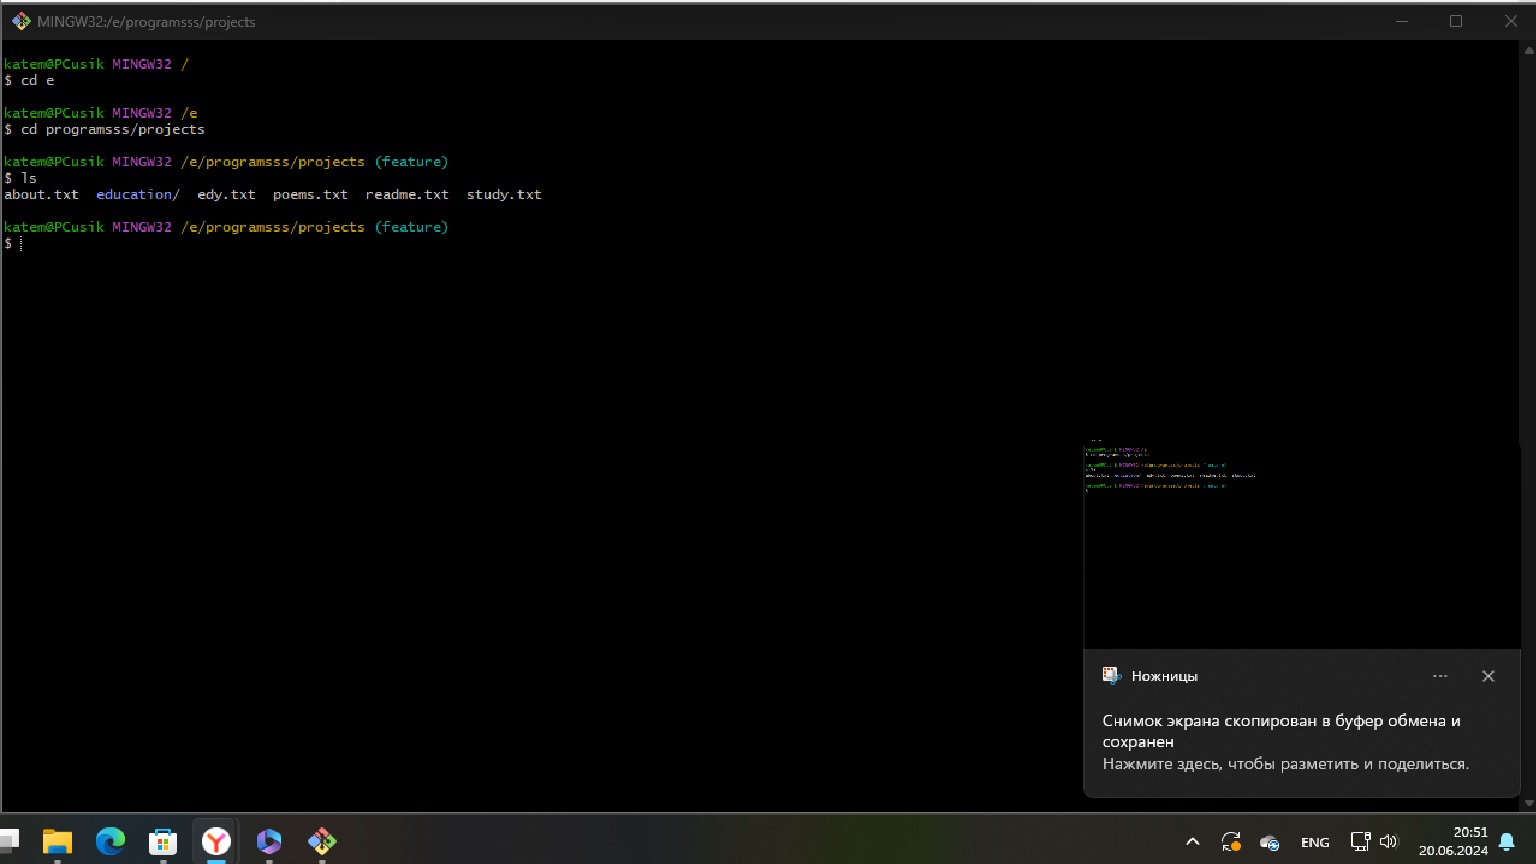 MINGW32:/e/programsss/projects
katem@PCusik MINGW32 /
$ cd e
katem@PCusik MINGW32 /e
$ cd programsss/projects
katem@PCusik MINGW32 /e/programsss/projects (feature)
$ ls
about.txt education/ edy.txt poems.txt readme.txt study.txt
katem@PCusik MINGW32 /e/programsss/projects (feature)
$
Ножницы
Снимок экрана скопирован в буфер обмена и
сохранен
Нажмите здесь, чтобы разметить и поделиться.
ENG
20:51
20.06.2024